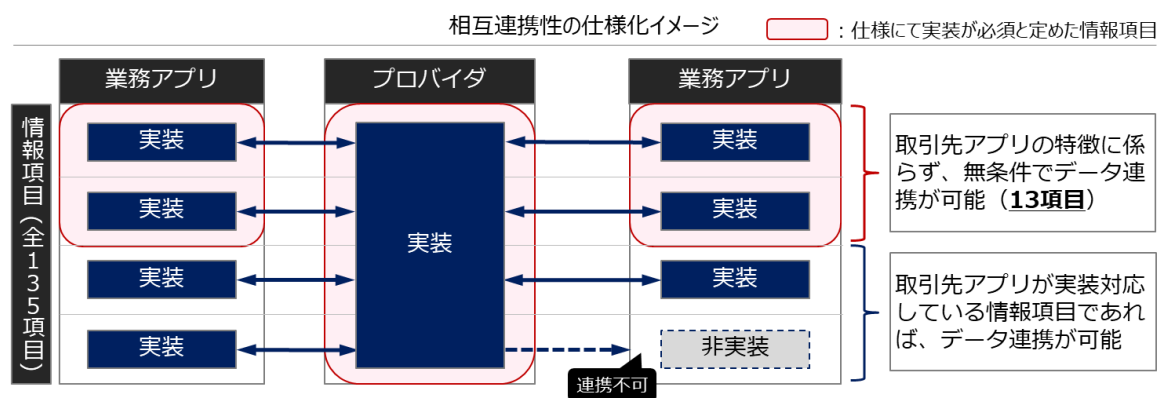 相互連携性の仕様化イメージ
：仕様にて実装が必須と定めた情報項目
業務アプリ
プロバイダ
業務アプリ
情報項目（全１３５項目）
実装
実装
実装
実装
実装
実装
実装
実装
非実装
連携不可
取引先アプリの特徴に係
らず、無条件でデータ連
携が可能（13項目）
取引先アプリが実装対応
している情報項目であれ
ば、データ連携が可能